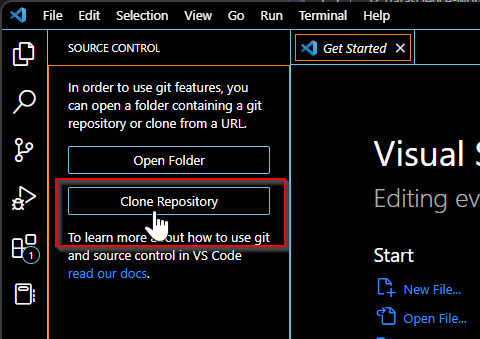 File Edit Selection View Go Run Terminal Help
SOURCE CONTROL
Get Started
In order to use git features, you
can open a folder containing a git
repository or clone from a URL.
Open Folder
Clone Repository
To learn more about how to use git
and source control in VS Code
read our docs.
1
Visual
Editing
Start
New File...
Open File...